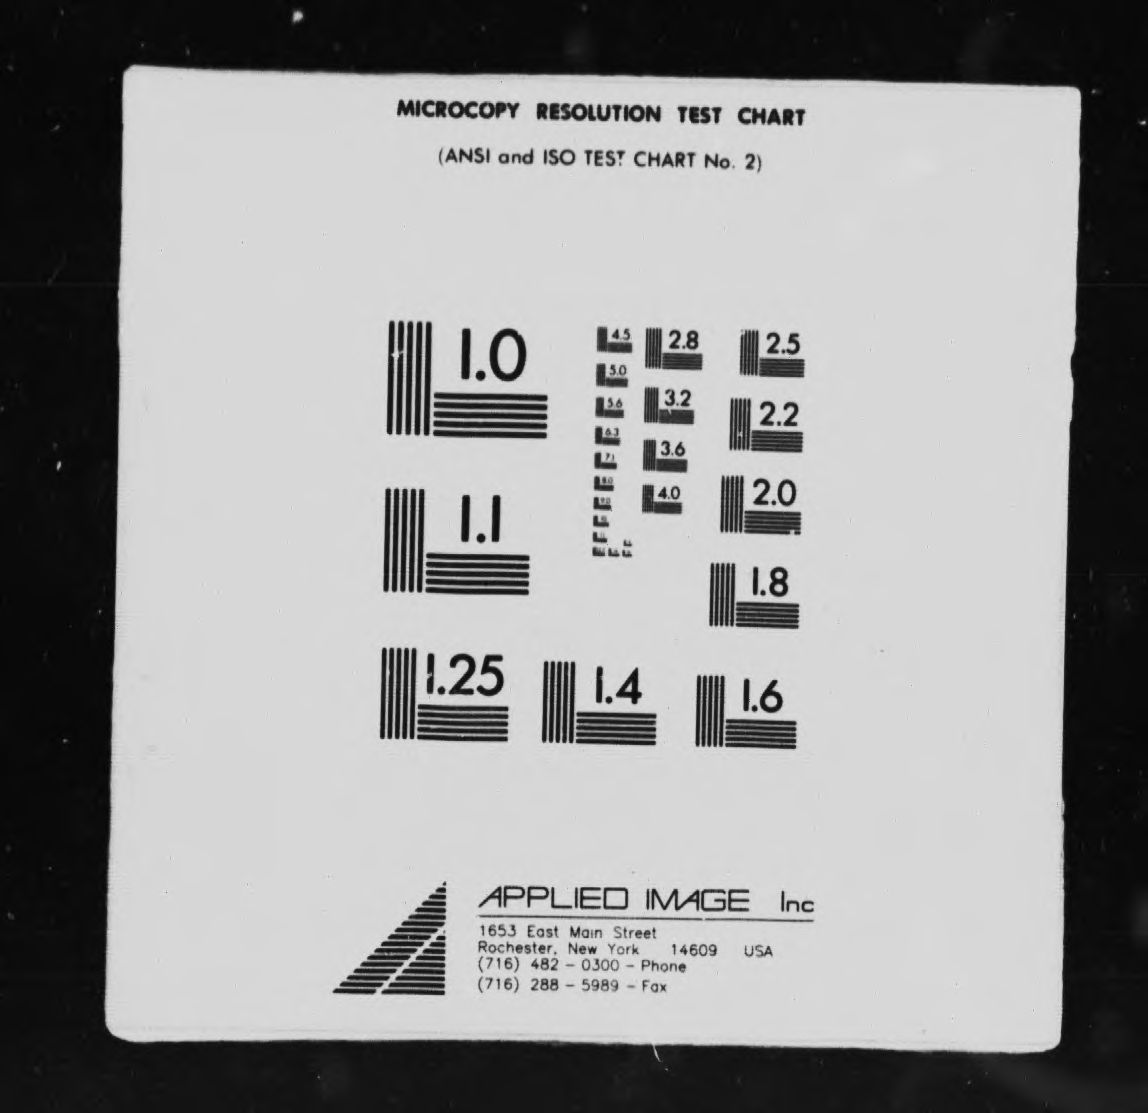 MICROCOPY RESOLUTION TEST CHART
(ANSI and ISO TEST CHART No. 2)
1.0
1.1
1.25
1.4
1.6
1.8
2.0
2.2
2.5
2.8
3.2
3.6
4.0
4.5
5.0
5.6
6.3
7.1
8.0
9.0
APPLIED IMAGE Inc
1653 East Main Street
Rochester, New York 14609 USA
(716) 482 - 0300 - Phone
(716) 288 - 5989 - Fax